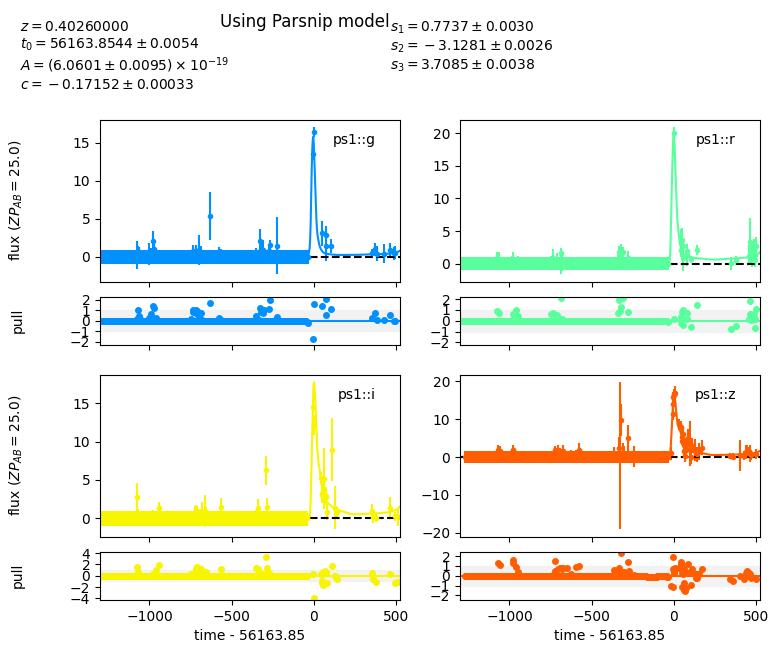 Using Parsnip model
z = 0.40260000
t₀ = 56163.8544 ± 0.0054
A = (6.0601 ± 0.0095) × 10⁻¹⁹
c = −0.17152 ± 0.00033
s₁ = 0.7737 ± 0.0030
s₂ = −3.1281 ± 0.0026
s₃ = 3.7085 ± 0.0038
flux (ZP_AB = 25.0)
15
10
5
0
ps1::g
20
15
10
5
0
ps1::r
pull
2
1
0
−1
−2
2
1
0
−1
−2
flux (ZP_AB = 25.0)
15
10
5
0
ps1::i
20
10
0
−10
−20
ps1::z
pull
4
2
0
−2
−4
2
1
0
−1
−2
−1000 −500 0 500
−1000 −500 0 500
time - 56163.85
time - 56163.85